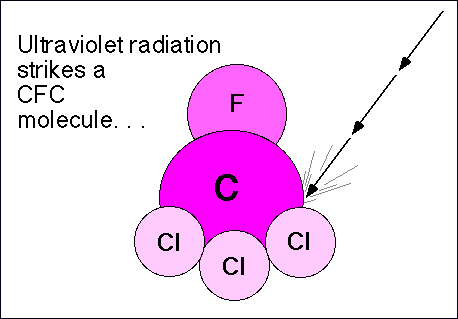 Ultraviolet radiation
strikes a
CFC
molecule. . .
F
C
Cl
Cl
Cl